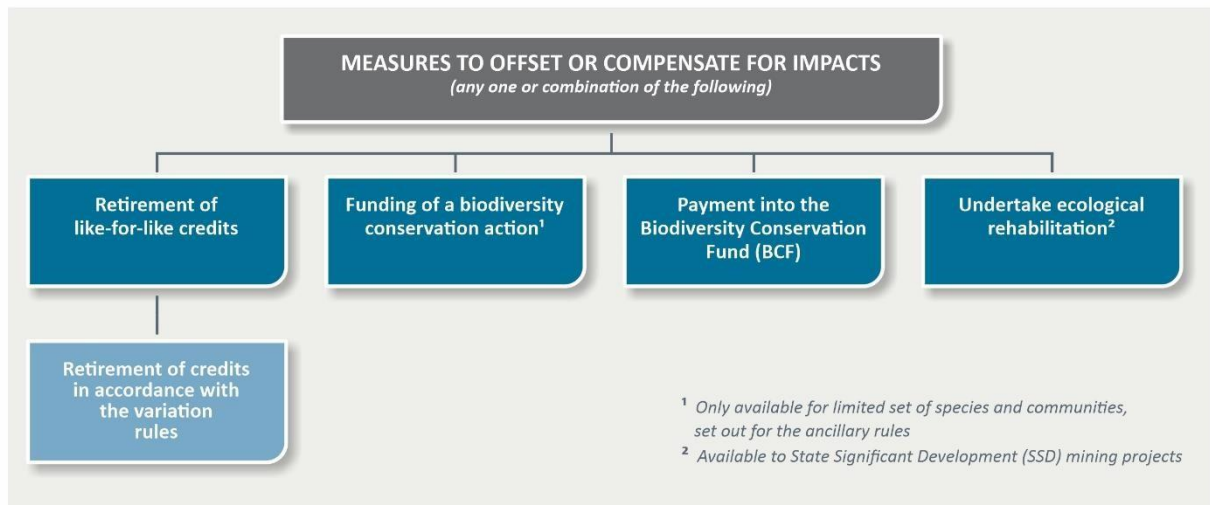 MEASURES TO OFFSET OR COMPENSATE FOR IMPACTS
(any one or combination of the following)
Retirement of
like-for-like credits
Funding of a biodiversity
conservation action¹
Payment into the
Biodiversity Conservation
Fund (BCF)
Undertake ecological
rehabilitation²
Retirement of credits
in accordance with
the variation
rules
¹ Only available for limited set of species and communities,
set out for the ancillary rules
² Available to State Significant Development (SSD) mining projects